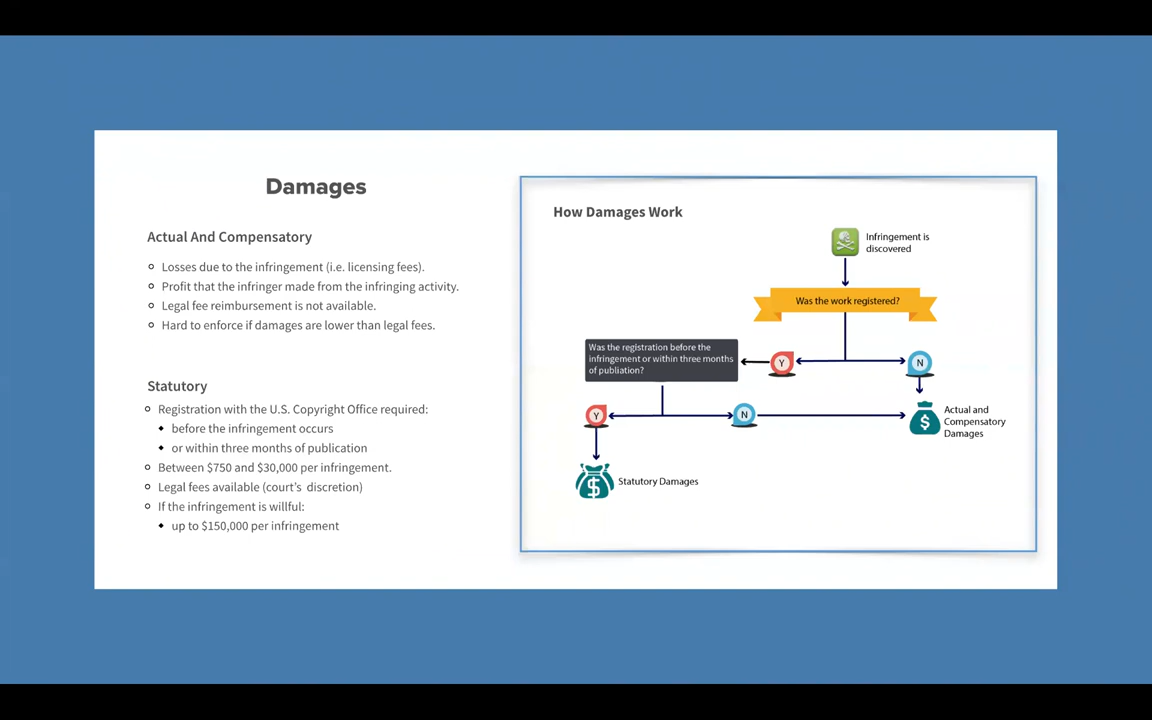 Damages
Actual And Compensatory
Losses due to the infringement (i.e. licensing fees).
Profit that the infringer made from the infringing activity.
Legal fee reimbursement is not available.
Hard to enforce if damages are lower than legal fees.
Statutory
Registration with the U.S. Copyright Office required:
before the infringement occurs
or within three months of publication
Between $750 and $30,000 per infringement.
Legal fees available (court's discretion)
If the infringement is willful:
up to $150,000 per infringement
How Damages Work
Infringement is
discovered
Was the work registered?
Was the registration before the
infringement or within three months
of publiation?
Y
N
Y
N
$
Actual and
Compensatory
Damages
$
Statutory Damages